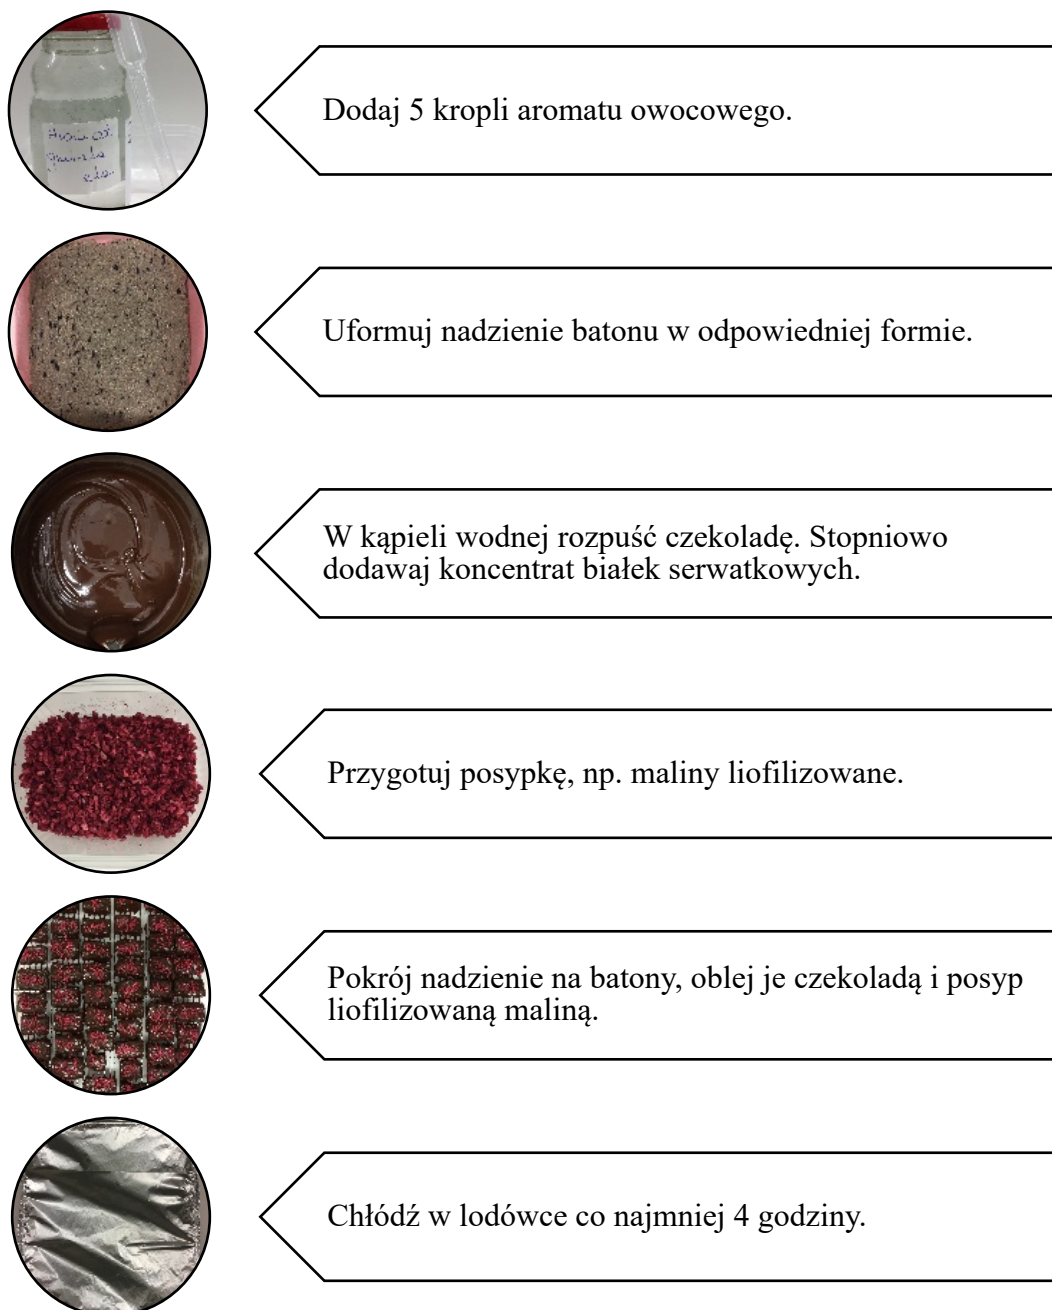 Dodaj 5 kropli aromatu owocowego.
Uformuj nadzienie batonu w odpowiedniej formie.
W kąpieli wodnej rozpuść czekoladę. Stopniowo
dodawaj koncentrat białek serwatkowych.
Przygotuj posypkę, np. maliny liofilizowane.
Pokrój nadzienie na batony, oblej je czekoladą i posyp
liofilizowaną maliną.
Chłódź w lodówce co najmniej 4 godziny.